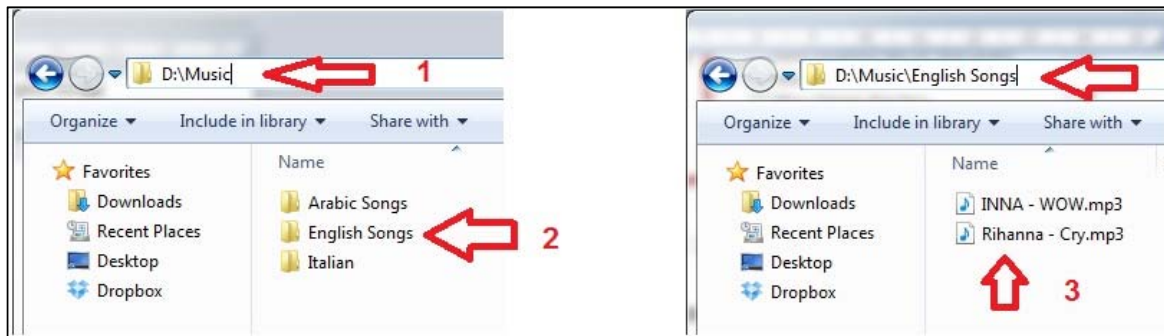 D:\Music
1
Organize
Include in library
Share with
Favorites
Downloads
Recent Places
Desktop
Dropbox
Name
Arabic Songs
English Songs
2
Italian
D:\Music\English Songs
Organize
Include in library
Share with
Favorites
Downloads
Recent Places
Desktop
Dropbox
Name
INNA - WOW.mp3
Rihanna - Cry.mp3
3